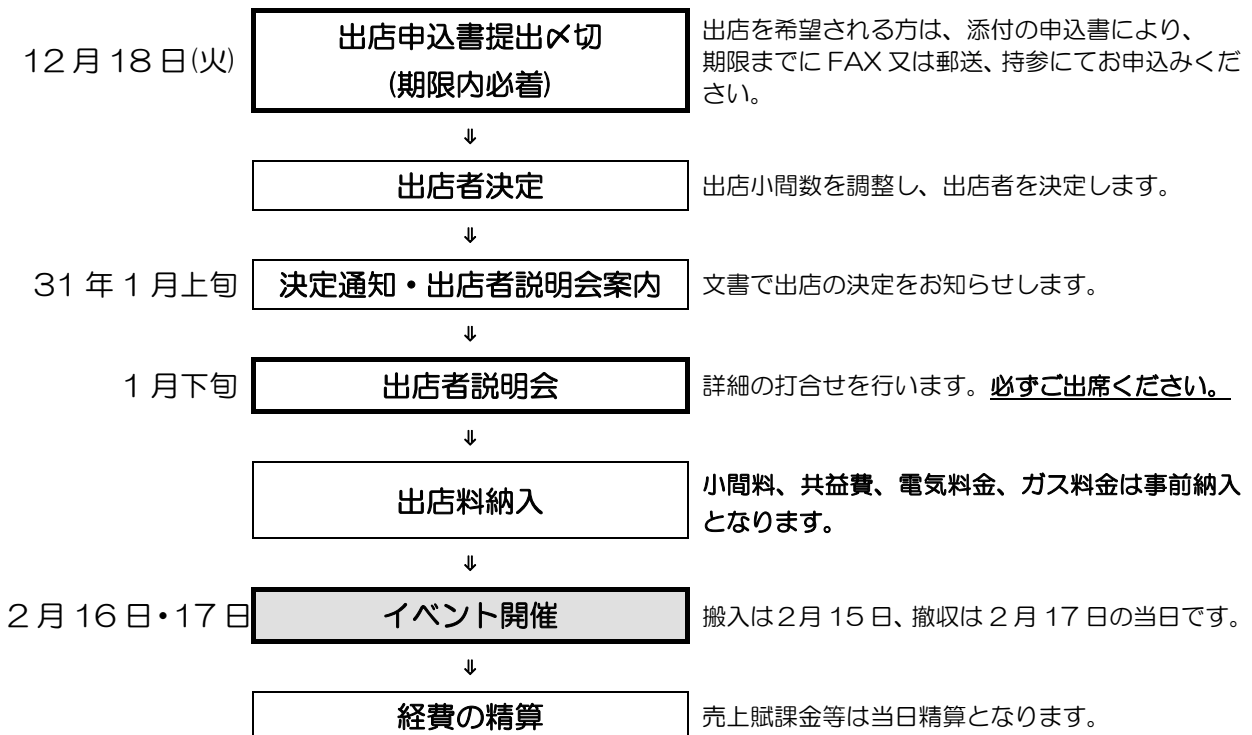 12月18日(火)
出店申込書提出〆切
(期限内必着)
出店を希望される方は、添付の申込書により、
期限までにFAX又は郵送、持参にてお申込みくだ
さい。
⇓
出店者決定
出店小間数を調整し、出店者を決定します。
⇓
31年1月上旬
決定通知・出店者説明会案内
文書で出店の決定をお知らせします。
⇓
1月下旬
出店者説明会
詳細の打合せを行います。必ずご出席ください。
⇓
出店料納入
小間料、共益費、電気料金、ガス料金は事前納入
となります。
⇓
2月16日・17日
イベント開催
搬入は2月15日、撤収は2月17日の当日です。
⇓
経費の精算
売上賦課金等は当日精算となります。